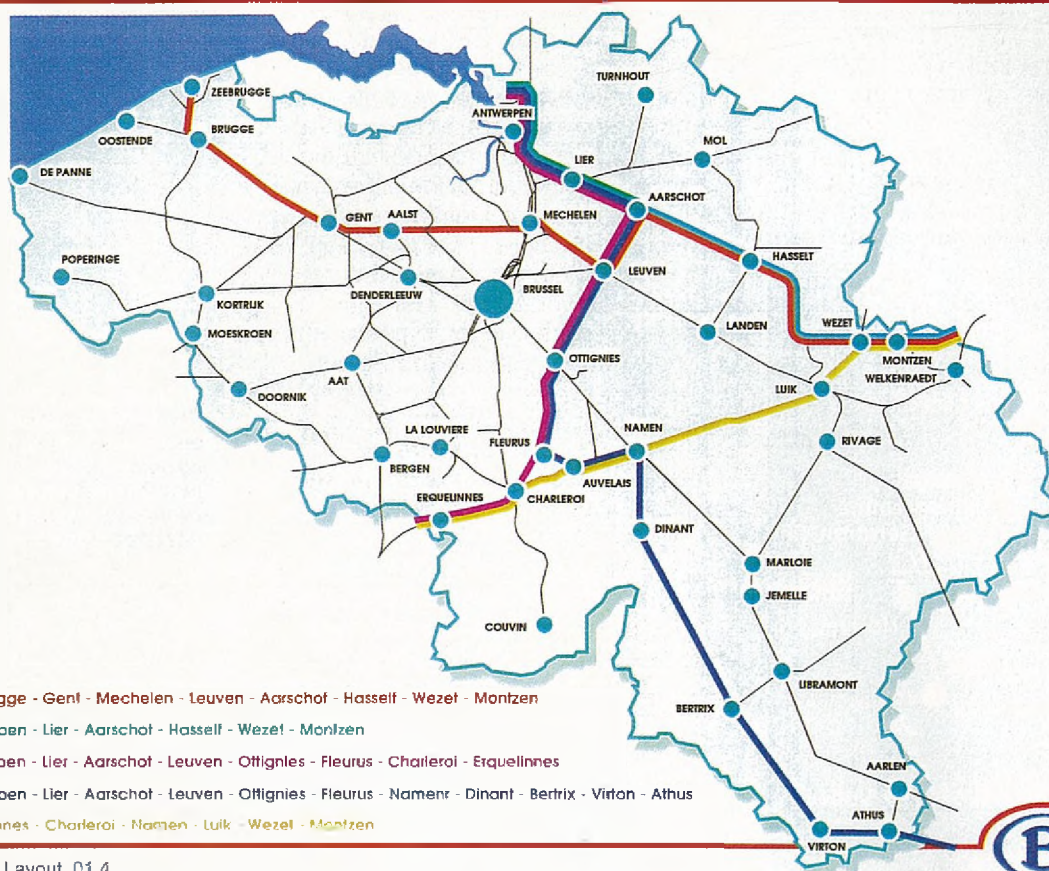 TURNHOUT
ZEEBRUGGE
ANTWERPEN
OOSTENDE
BRUGGE
MOL
LIER
DE PANNE
AARSCHOT
GENT
AALST
MECHELEN
HASSELT
LEUVEN
POPERINGE
BRUSSEL
DENDERLEEUW
KORTRIJK
WEZET
LANDEN
MOESKROEN
MONTZEN
OTTIGNIES
WELKENRAEDT
AAT
LUIK
DOORNIK
LA LOUVIERE
NAMEN
FLEURUS
RIVAGE
BERGEN
AUVELAIS
ERQUELINNES
CHARLEROI
DINANT
MARLOIE
JEMELLE
COUVIN
LIBRAMONT
BERTRIX
AARLEN
ATHUS
VIRTON
gge - Gent - Mechelen - Leuven - Aarschot - Hasselt - Wezet - Montzen
pen - Lier - Aarschot - Hasselt - Wezet - Montzen
pen - Lier - Aarschot - Leuven - Ottignies - Fleurus - Charleroi - Erquelinnes
pen - Lier - Aarschot - Leuven - Ottignies - Fleurus - Namenr - Dinant - Bertrix - Virton - Athus
nnes - Charleroi - Namen - Luik - Wezet - Montzen
Layout 01.4
B